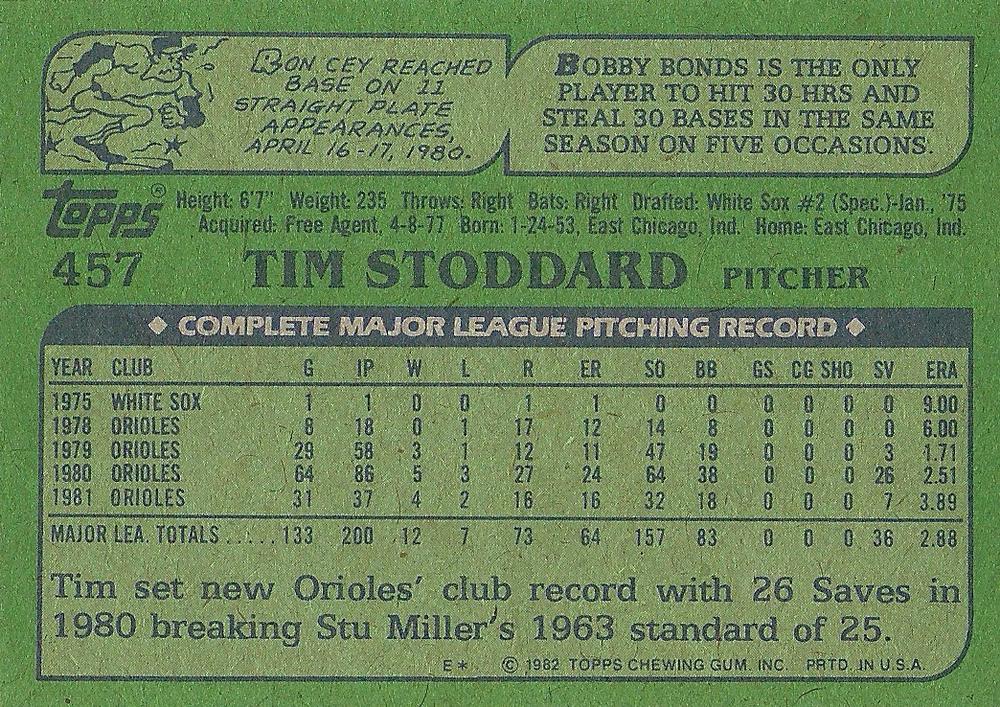 RON CEY REACHED
BASE ON 11
STRAIGHT PLATE
APPEARANCES,
APRIL 16-17, 1980.
BOBBY BONDS IS THE ONLY
PLAYER TO HIT 30 HRS AND
STEAL 30 BASES IN THE SAME
SEASON ON FIVE OCCASIONS.
topps®
Height: 6'7" Weight: 235 Throws: Right Bats: Right Drafted: White Sox #2 (Spec.)-Jan., '75
Acquired: Free Agent, 4-8-77 Born: 1-24-53, East Chicago, Ind. Home: East Chicago, Ind.
457 TIM STODDARD PITCHER
◆ COMPLETE MAJOR LEAGUE PITCHING RECORD ◆
YEAR CLUB G IP W L R ER SO BB GS CG SHO SV ERA
1975 WHITE SOX 1 1 0 0 1 1 0 0 0 0 0 0 9.00
1978 ORIOLES 8 18 0 1 17 12 14 8 0 0 0 0 6.00
1979 ORIOLES 29 58 3 1 12 11 47 19 0 0 0 3 1.71
1980 ORIOLES 64 86 5 3 27 24 64 38 0 0 0 26 2.51
1981 ORIOLES 31 37 4 2 16 16 32 18 0 0 0 7 3.89
MAJOR LEA. TOTALS ..... 133 200 12 7 73 64 157 83 0 0 0 36 2.88
Tim set new Orioles' club record with 26 Saves in
1980 breaking Stu Miller's 1963 standard of 25.
E* © 1982 TOPPS CHEWING GUM, INC. PRTD. IN U.S.A.